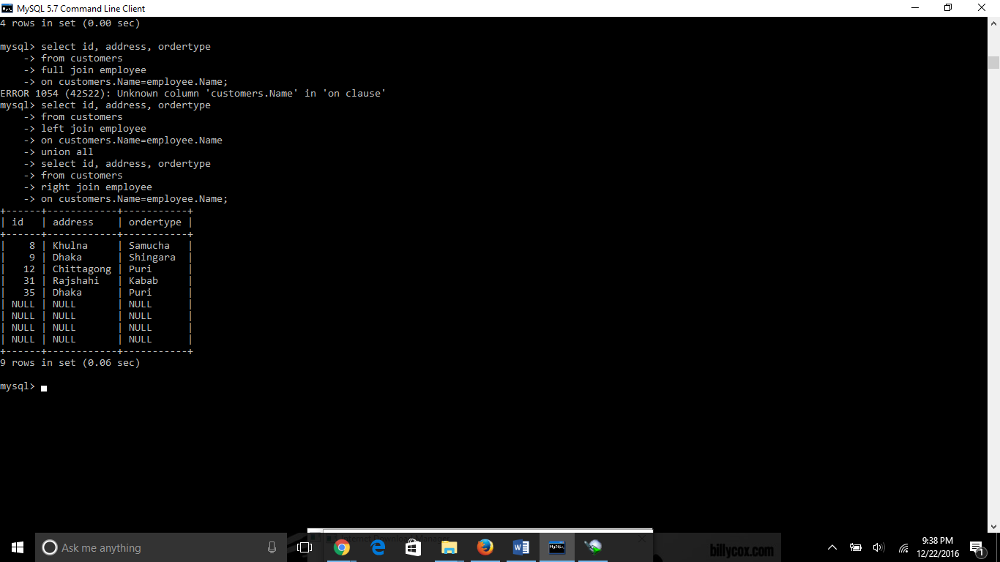 MySQL 5.7 Command Line Client
4 rows in set (0.00 sec)
mysql> select id, address, ordertype
    -> from customers
    -> full join employee
    -> on customers.Name=employee.Name;
ERROR 1054 (42S22): Unknown column 'customers.Name' in 'on clause'
mysql> select id, address, ordertype
    -> from customers
    -> left join employee
    -> on customers.Name=employee.Name
    -> union all
    -> select id, address, ordertype
    -> from customers
    -> right join employee
    -> on customers.Name=employee.Name;
+------+------------+-----------+
| id   | address    | ordertype |
+------+------------+-----------+
|    8 | Khulna     | Samucha   |
|    9 | Dhaka      | Shingara  |
|   12 | Chittagong | Puri      |
|   31 | Rajshahi   | Kabab     |
|   35 | Dhaka      | Puri      |
| NULL | NULL       | NULL      |
| NULL | NULL       | NULL      |
| NULL | NULL       | NULL      |
| NULL | NULL       | NULL      |
+------+------------+-----------+
9 rows in set (0.06 sec)
mysql>
Internet Download Manager
Ask me anything
billycox.com
9:38 PM
12/22/2016
1